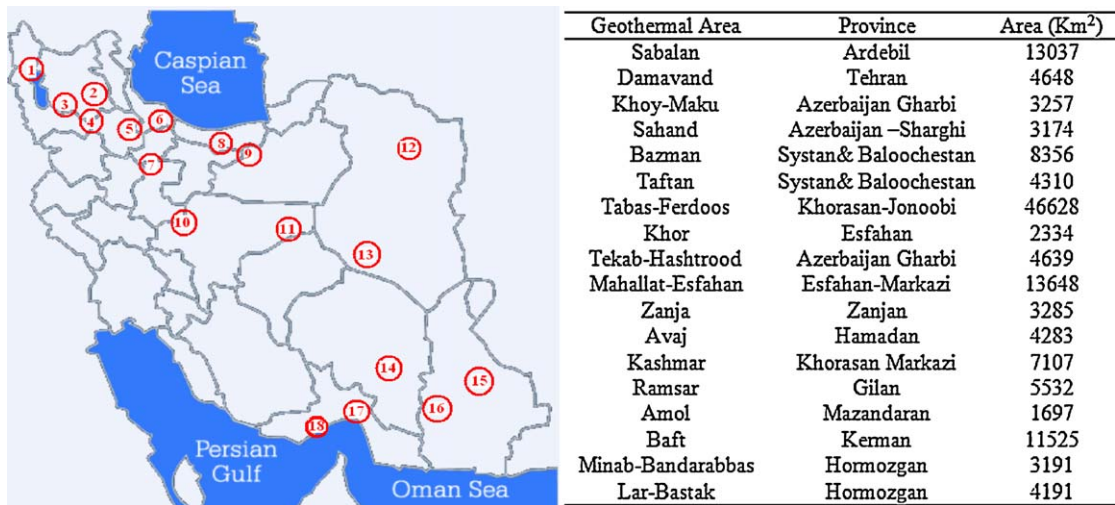 Caspian
Sea
1
2
3
4
5
6
7
8
9
12
10
11
13
14
15
16
17
18
Persian
Gulf
Oman Sea
Geothermal Area Province Area (Km²)
Sabalan Ardebil 13037
Damavand Tehran 4648
Khoy-Maku Azerbaijan Gharbi 3257
Sahand Azerbaijan –Sharghi 3174
Bazman Systan& Baloochestan 8356
Taftan Systan& Baloochestan 4310
Tabas-Ferdoos Khorasan-Jonoobi 46628
Khor Esfahan 2334
Tekab-Hashtrood Azerbaijan Gharbi 4639
Mahallat-Esfahan Esfahan-Markazi 13648
Zanja Zanjan 3285
Avaj Hamadan 4283
Kashmar Khorasan Markazi 7107
Ramsar Gilan 5532
Amol Mazandaran 1697
Baft Kerman 11525
Minab-Bandarabbas Hormozgan 3191
Lar-Bastak Hormozgan 4191